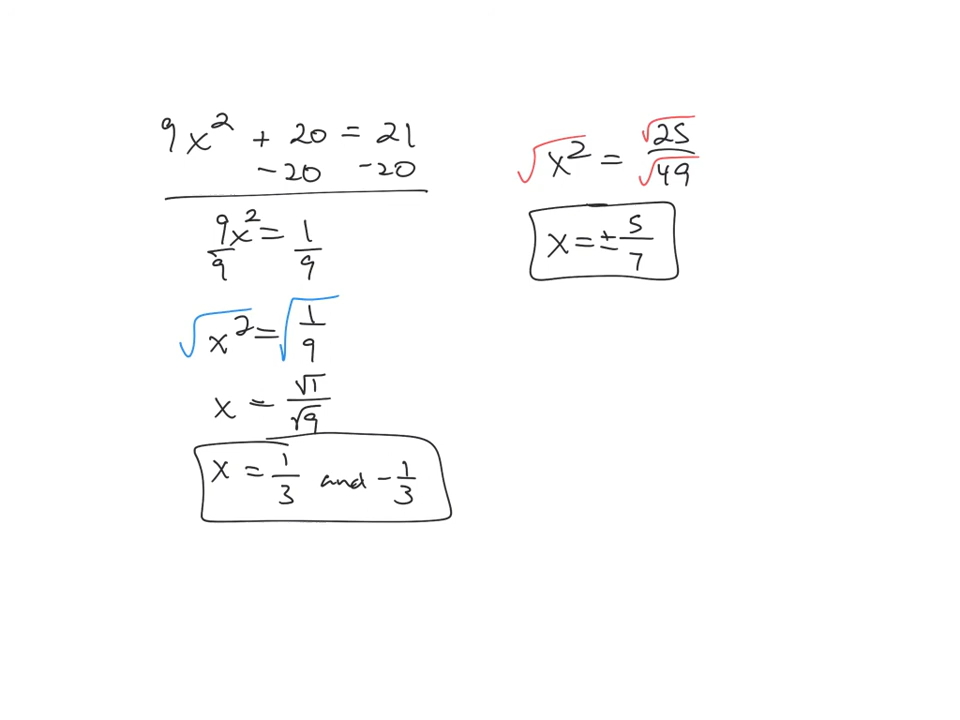 9x² + 20 = 21
-20 -20
9x²/9 = 1/9
√x² = √1/9
x = √1/√9
x = 1/3 and -1/3
√x² = √25/√49
x = ± 5/7